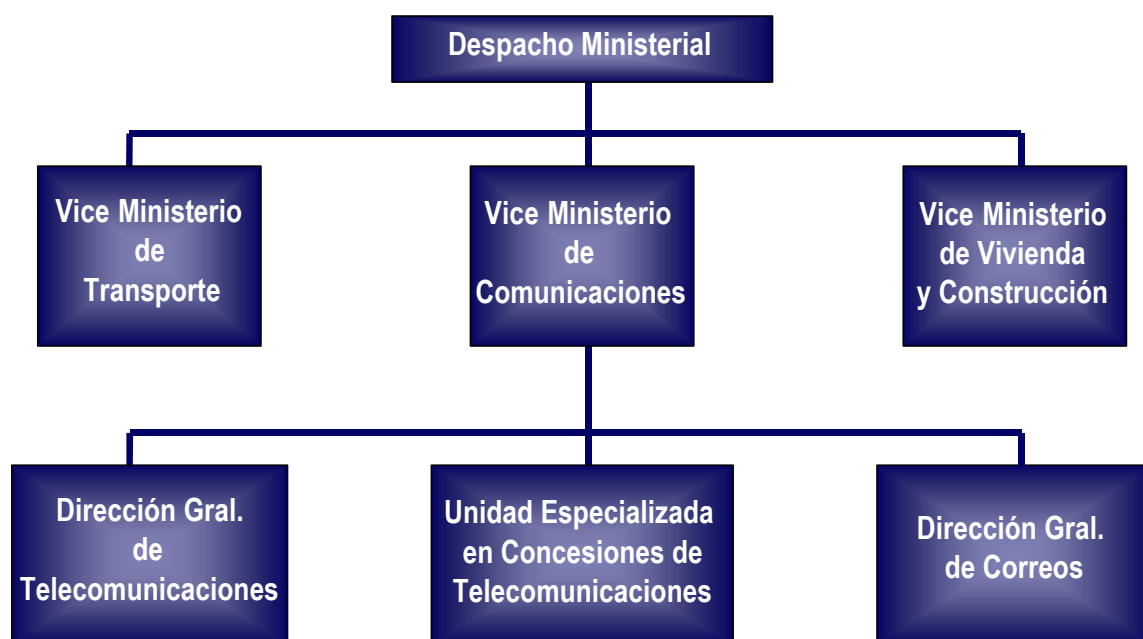 Despacho Ministerial
Vice Ministerio
de
Transporte
Vice Ministerio
de
Comunicaciones
Vice Ministerio
de Vivienda
y Construcción
Dirección Gral.
de
Telecomunicaciones
Unidad Especializada
en Concesiones de
Telecomunicaciones
Dirección Gral.
de Correos